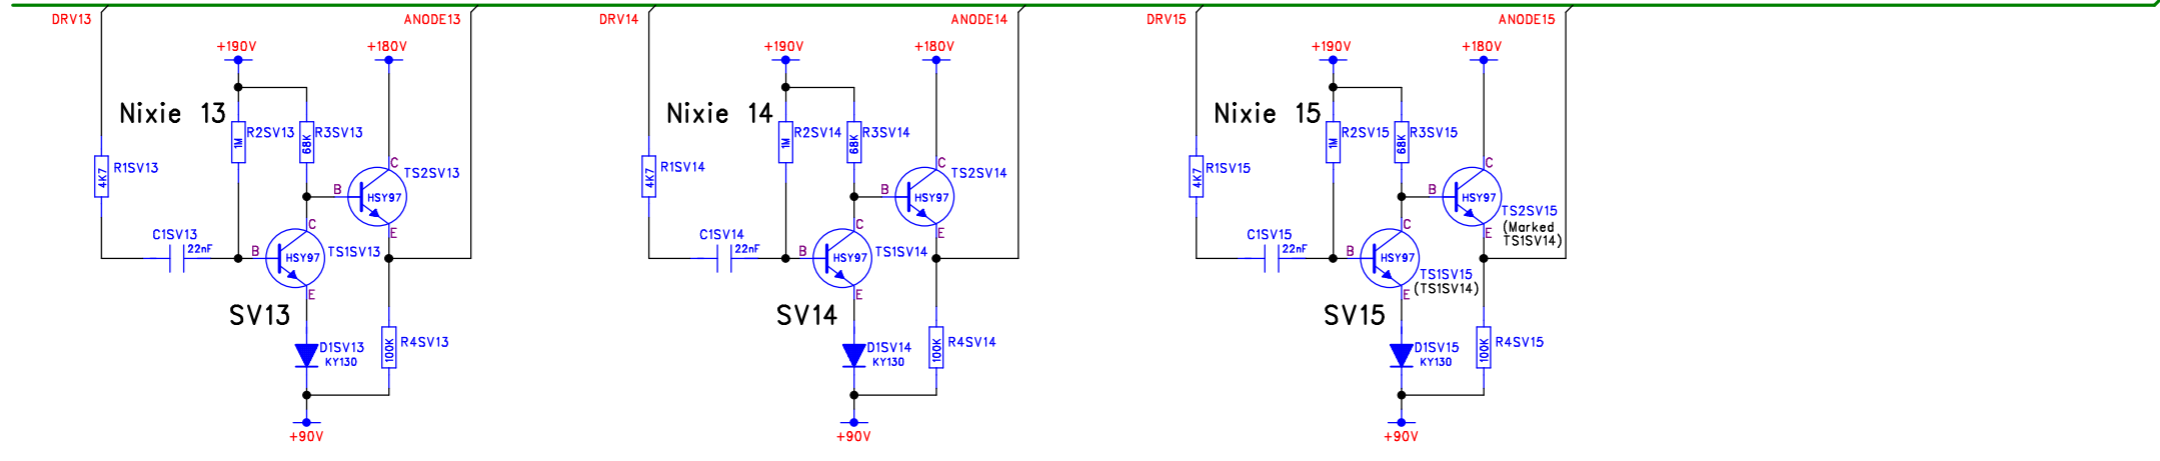 DRV13
ANODE13
DRV14
ANODE14
DRV15
ANODE15
+190V
+180V
+190V
+180V
+190V
+180V
Nixie 13
R2SV13
R3SV13
1M
68K
Nixie 14
R2SV14
R3SV14
1M
68K
Nixie 15
R2SV15
R3SV15
1M
68K
R1SV13
4K7
C
TS2SV13
B
HSY97
R1SV14
4K7
C
TS2SV14
B
HSY97
R1SV15
4K7
C
B
HSY97
TS2SV15
(Marked
TS1SV14)
C1SV13
22nF
C
E
B
HSY97
TS1SV13
C1SV14
22nF
C
E
B
HSY97
TS1SV14
C1SV15
22nF
C
E
B
HSY97
TS1SV15
(TS1SV14)
E
SV13
E
SV14
E
SV15
D1SV13
KY130
100K
R4SV13
D1SV14
KY130
100K
R4SV14
D1SV15
KY130
100K
R4SV15
+90V
+90V
+90V